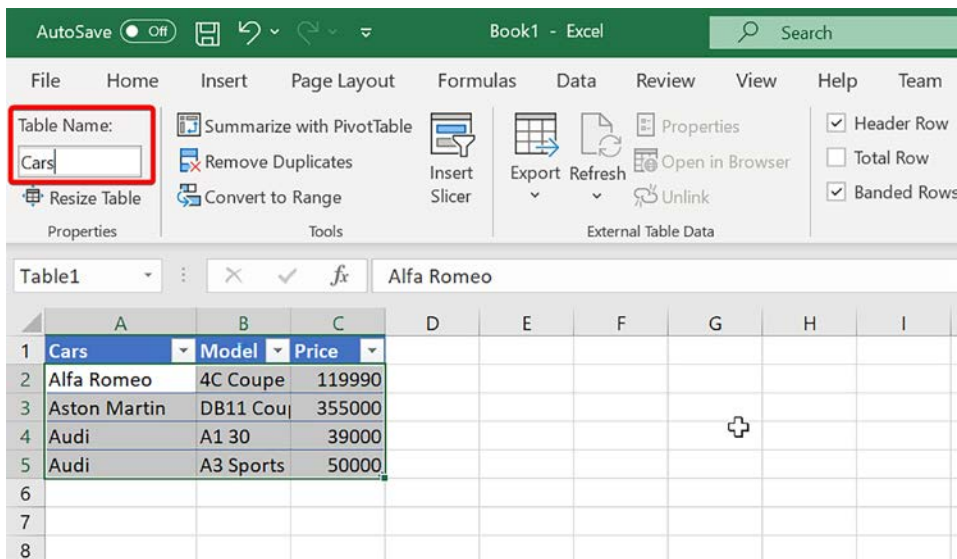 AutoSave Off Book1 - Excel Search
File Home Insert Page Layout Formulas Data Review View Help Team
Table Name:
Cars
Resize Table
Properties
Summarize with PivotTable
Remove Duplicates
Convert to Range
Tools
Insert
Slicer
Export
Refresh
Properties
Open in Browser
Unlink
External Table Data
Header Row
Total Row
Banded Rows
Table1 fx Alfa Romeo
A B C D E F G H I
1 Cars Model Price
2 Alfa Romeo 4C Coupe 119990
3 Aston Martin DB11 Cou 355000
4 Audi A1 30 39000
5 Audi A3 Sports 50000
6
7
8